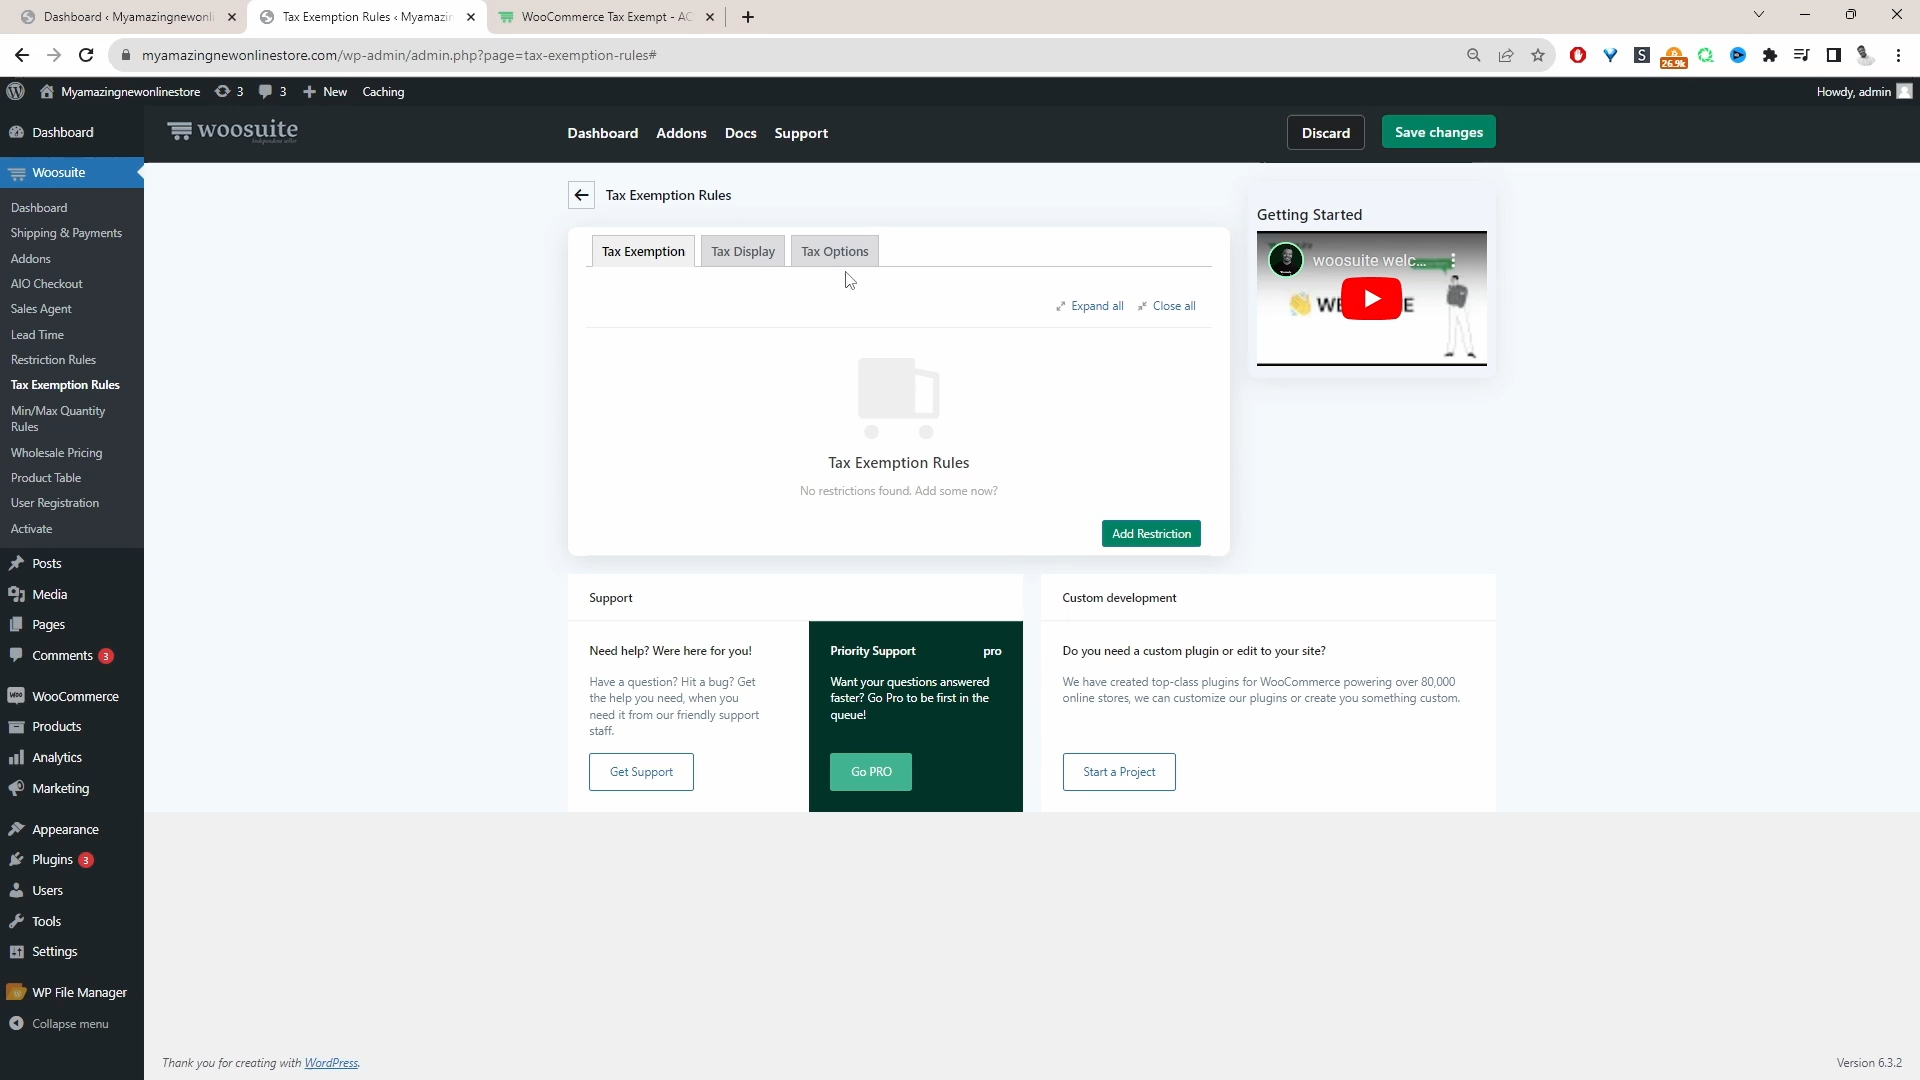 Dashboard ‹ Myamazingnewonli
Tax Exemption Rules ‹ Myamazin
WooCommerce Tax Exempt - AC
myamazingnewonlinestore.com/wp-admin/admin.php?page=tax-exemption-rules#
S
26.9k
Myamazingnewonlinestore
3
3
New
Caching
Howdy, admin
Dashboard
Woosuite
Dashboard
Shipping & Payments
Addons
AIO Checkout
Sales Agent
Lead Time
Restriction Rules
Tax Exemption Rules
Min/Max Quantity
Rules
Wholesale Pricing
Product Table
User Registration
Activate
Posts
Media
Pages
Comments 3
WooCommerce
Products
Analytics
Marketing
Appearance
Plugins 3
Users
Tools
Settings
WP File Manager
Collapse menu
woosuite
independent seller
Dashboard
Addons
Docs
Support
Discard
Save changes
Tax Exemption Rules
Tax Exemption
Tax Display
Tax Options
Expand all
Close all
Tax Exemption Rules
No restrictions found. Add some now?
Add Restriction
Getting Started
woosuite welc...
Support
Need help? Were here for you!
Have a question? Hit a bug? Get
the help you need, when you
need it from our friendly support
staff.
Get Support
Priority Support
pro
Want your questions answered
faster? Go Pro to be first in the
queue!
Go PRO
Custom development
Do you need a custom plugin or edit to your site?
We have created top-class plugins for WooCommerce powering over 80,000
online stores, we can customize our plugins or create you something custom.
Start a Project
Thank you for creating with WordPress.
Version 6.3.2